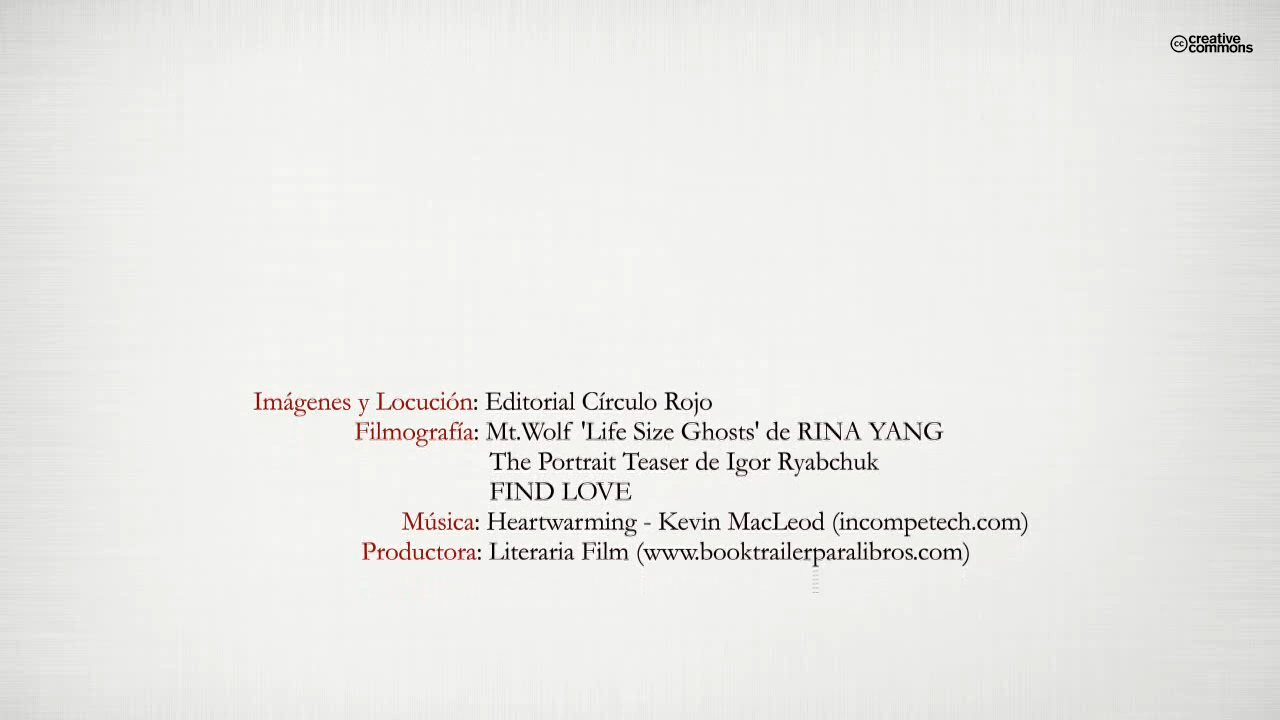 cc creative
commons
Imágenes y Locución: Editorial Círculo Rojo
Filmografía: Mt.Wolf 'Life Size Ghosts' de RINA YANG
The Portrait Teaser de Igor Ryabchuk
FIND LOVE
Música: Heartwarming - Kevin MacLeod (incompetech.com)
Productora: Literaria Film (www.booktrailerparalibros.com)